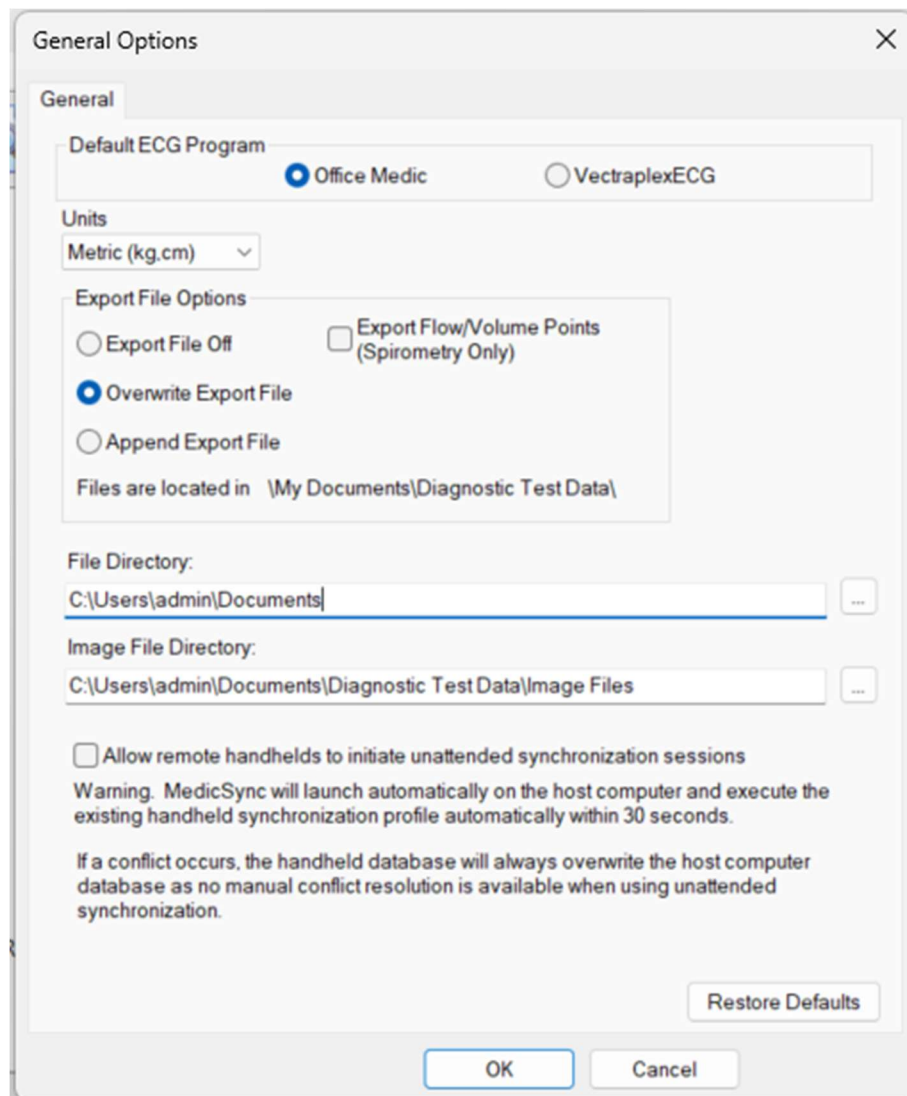 General Options
General
Default ECG Program
Office Medic
VectraplexECG
Units
Metric (kg,cm)
Export File Options
Export File Off
Export Flow/Volume Points
(Spirometry Only)
Overwrite Export File
Append Export File
Files are located in \My Documents\Diagnostic Test Data\
File Directory:
C:\Users\admin\Documents
...
Image File Directory:
C:\Users\admin\Documents\Diagnostic Test Data\Image Files
...
Allow remote handhelds to initiate unattended synchronization sessions
Warning. MedicSync will launch automatically on the host computer and execute the
existing handheld synchronization profile automatically within 30 seconds.
If a conflict occurs, the handheld database will always overwrite the host computer
database as no manual conflict resolution is available when using unattended
synchronization.
Restore Defaults
OK
Cancel